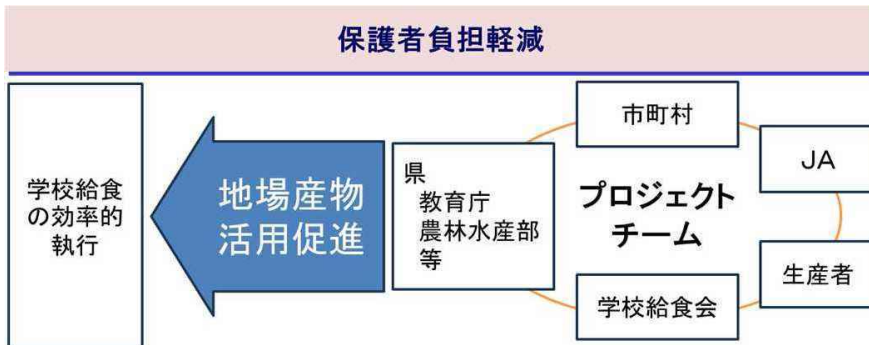 保護者負担軽減
学校給食
の効率的
執行
地場産物
活用促進
県
教育庁
農林水産部
等
市町村
JA
プロジェクト
チーム
生産者
学校給食会